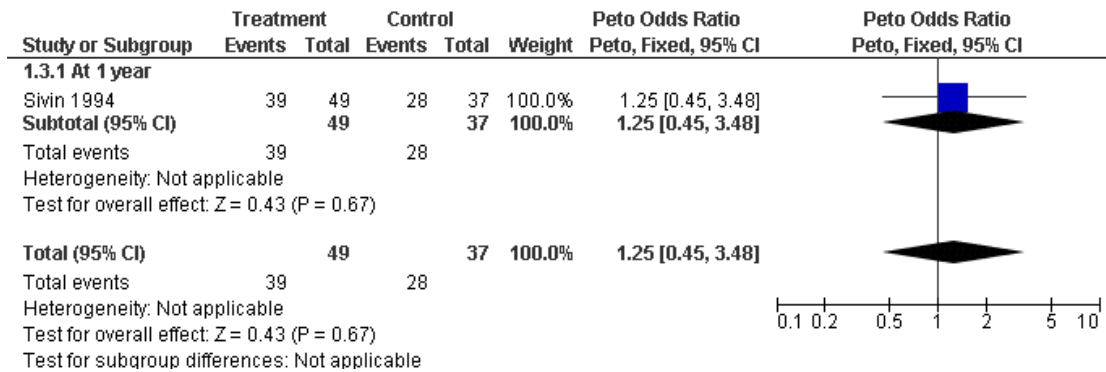 Treatment Control Peto Odds Ratio Peto Odds Ratio
Study or Subgroup Events Total Events Total Weight Peto, Fixed, 95% CI Peto, Fixed, 95% CI
1.3.1 At 1 year
Sivin 1994 39 49 28 37 100.0% 1.25 [0.45, 3.48]
Subtotal (95% CI) 49 37 100.0% 1.25 [0.45, 3.48]
Total events 39 28
Heterogeneity: Not applicable
Test for overall effect: Z = 0.43 (P = 0.67)
Total (95% CI) 49 37 100.0% 1.25 [0.45, 3.48]
Total events 39 28
Heterogeneity: Not applicable
Test for overall effect: Z = 0.43 (P = 0.67)
Test for subgroup differences: Not applicable
0.1 0.2 0.5 1 2 5 10